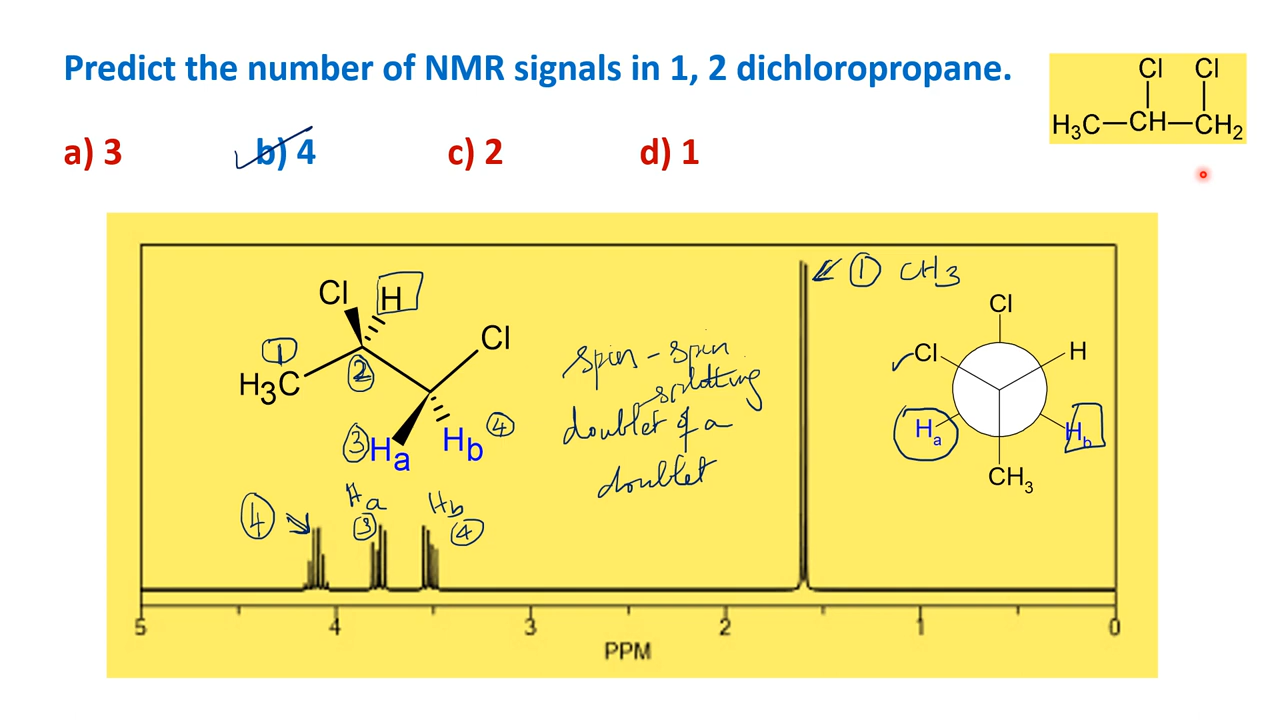 Predict the number of NMR signals in 1, 2 dichloropropane.
Cl Cl
H3C—CH—CH2
a) 3 b) 4 c) 2 d) 1
① CH3
Cl H
Cl
1
2
H3C
③ Ha Hb ④
spin - spin
splitting
doublet of a
doublet
Cl
Cl H
Ha Hb
CH3
④ Ha Hb
③ ④
5 4 3 2 1 0
PPM